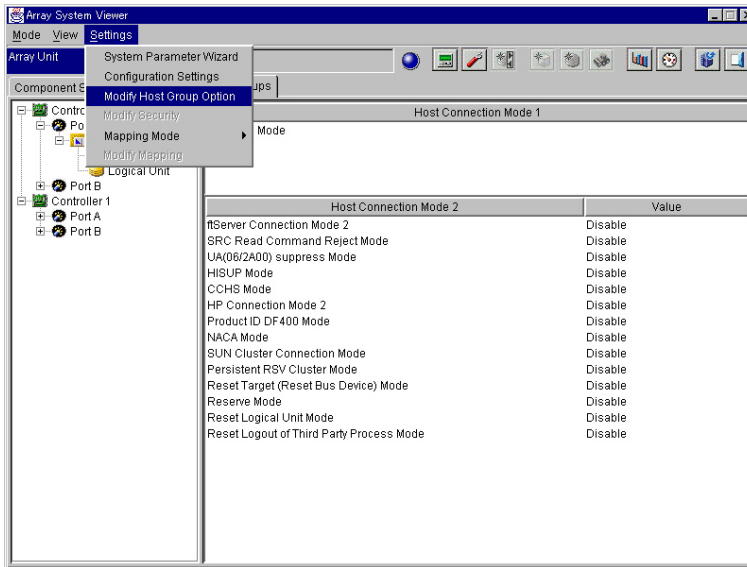 Array System Viewer
Mode View Settings
Array Unit
System Parameter Wizard
Configuration Settings
Modify Host Group Option
Modify Security
Mapping Mode
Modify Mapping
Component S
ups
Contro
Po
Logical Unit
Port B
Controller 1
Port A
Port B
Host Connection Mode 1
Mode
Host Connection Mode 2 Value
ftServer Connection Mode 2 Disable
SRC Read Command Reject Mode Disable
UA(06/2A00) suppress Mode Disable
HISUP Mode Disable
CCHS Mode Disable
HP Connection Mode 2 Disable
Product ID DF400 Mode Disable
NACA Mode Disable
SUN Cluster Connection Mode Disable
Persistent RSV Cluster Mode Disable
Reset Target (Reset Bus Device) Mode Disable
Reserve Mode Disable
Reset Logical Unit Mode Disable
Reset Logout of Third Party Process Mode Disable